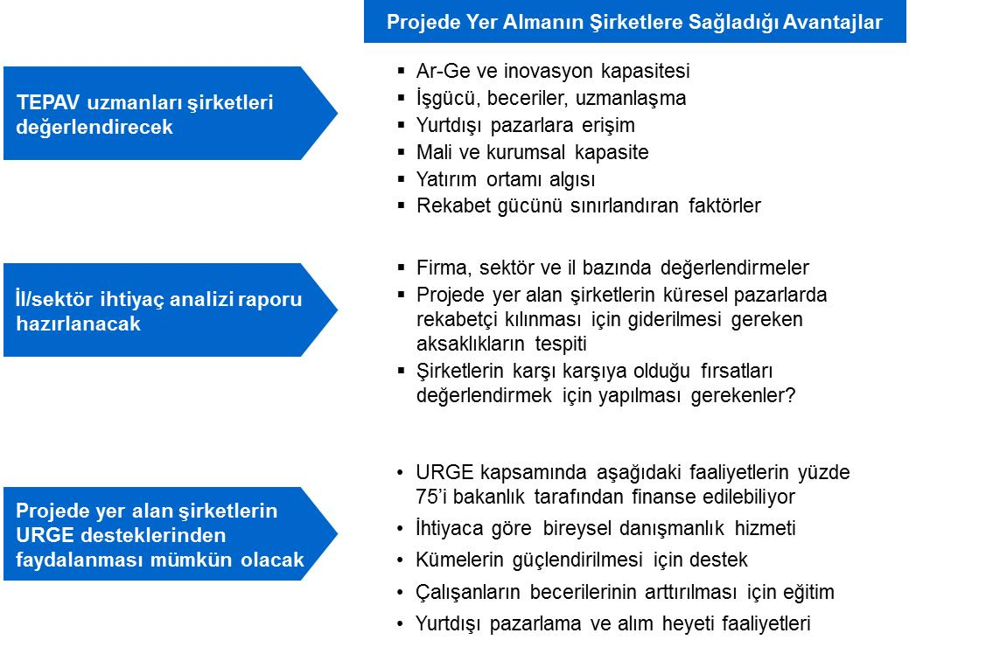 Projede Yer Almanın Şirketlere Sağladığı Avantajlar
TEPAV uzmanları şirketleri
değerlendirecek
▪ Ar-Ge ve inovasyon kapasitesi
▪ İşgücü, beceriler, uzmanlaşma
▪ Yurtdışı pazarlara erişim
▪ Mali ve kurumsal kapasite
▪ Yatırım ortamı algısı
▪ Rekabet gücünü sınırlandıran faktörler
İl/sektör ihtiyaç analizi raporu
hazırlanacak
▪ Firma, sektör ve il bazında değerlendirmeler
▪ Projede yer alan şirketlerin küresel pazarlarda
rekabetçi kılınması için giderilmesi gereken
aksaklıkların tespiti
▪ Şirketlerin karşı karşıya olduğu fırsatları
değerlendirmek için yapılması gerekenler?
Projede yer alan şirketlerin
URGE desteklerinden
faydalanması mümkün olacak
• URGE kapsamında aşağıdaki faaliyetlerin yüzde
75’i bakanlık tarafından finanse edilebiliyor
• İhtiyaca göre bireysel danışmanlık hizmeti
• Kümelerin güçlendirilmesi için destek
• Çalışanların becerilerinin arttırılması için eğitim
• Yurtdışı pazarlama ve alım heyeti faaliyetleri